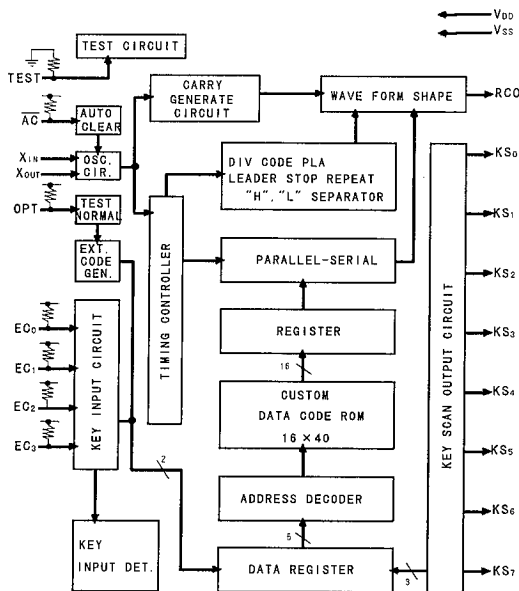 VDD
VSS
TEST CIRCUIT
TEST
CARRY
GENERATE
CIRCUIT
WAVE FORM SHAPE
RCO
AC
AUTO
CLEAR
XIN
XOUT
OSC.
CIR.
DIV CODE PLA
LEADER STOP REPEAT
"H", "L" SEPARATOR
KS0
OPT
TEST
NORMAL
KS1
EXT.
CODE
GEN.
TIMING CONTROLLER
PARALLEL-SERIAL
KS2
EC0
EC1
EC2
EC3
KEY INPUT CIRCUIT
REGISTER
KEY SCAN OUTPUT CIRCUIT
KS3
16
CUSTOM
DATA CODE ROM
16 × 40
KS4
KS5
2
ADDRESS DECODER
KS6
KEY
INPUT DET.
DATA REGISTER
3
KS7